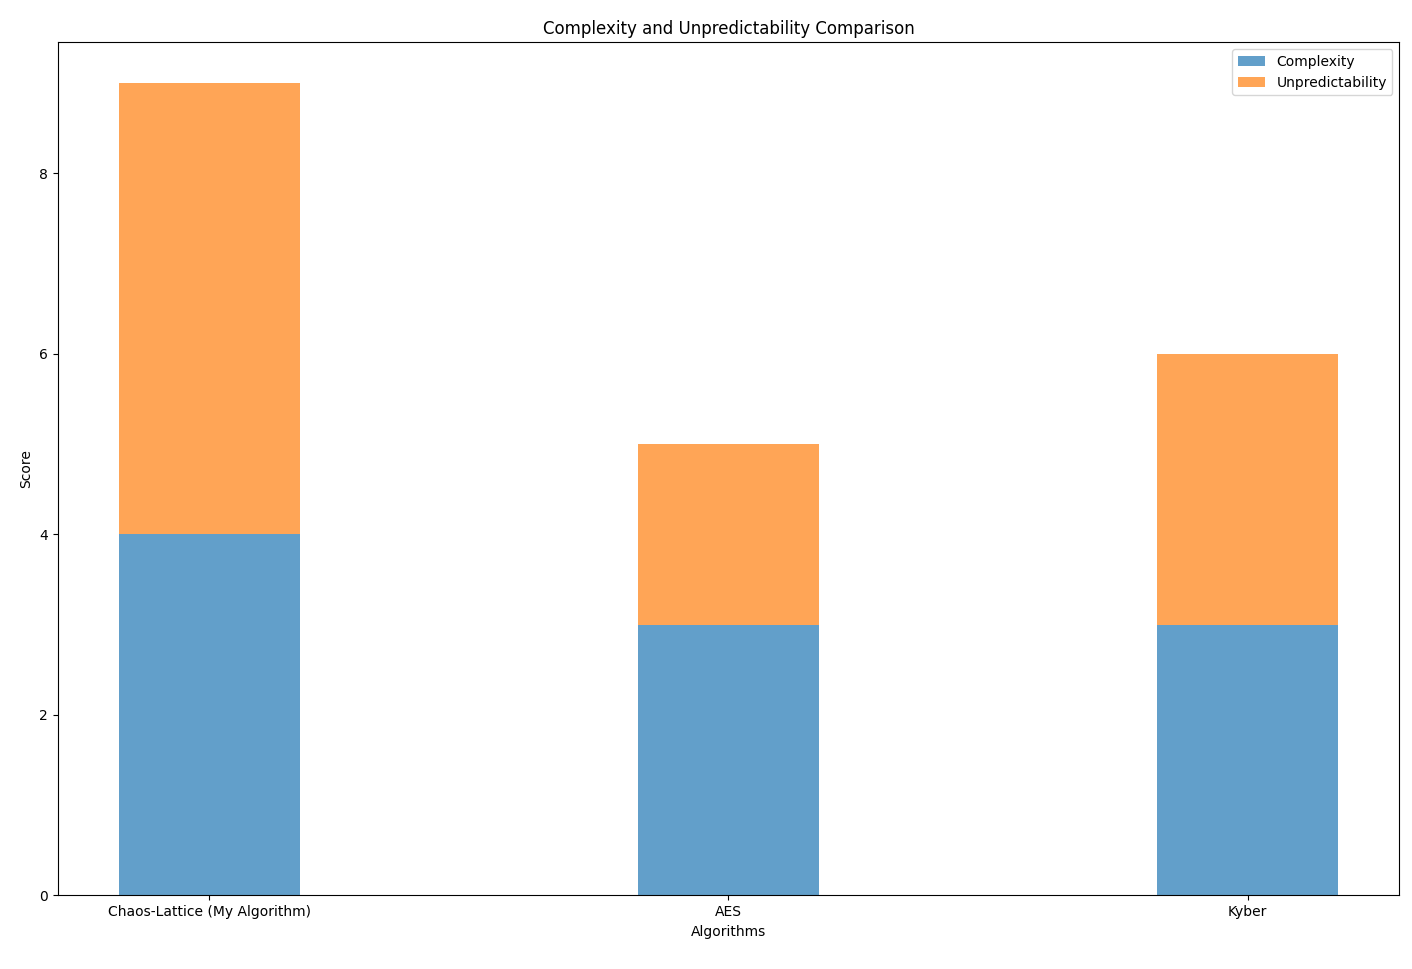 Complexity and Unpredictability Comparison
Complexity
Unpredictability
8
6
4
2
0
Score
Chaos-Lattice (My Algorithm)
AES
Kyber
Algorithms